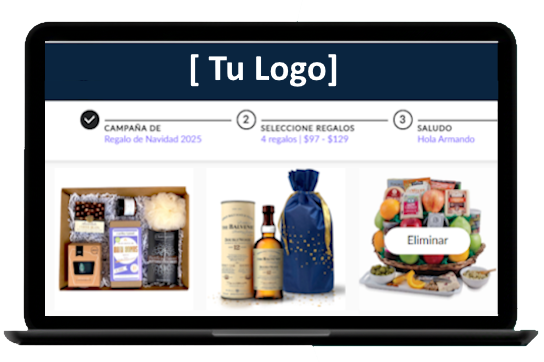 [ Tu Logo]
2
3
CAMPAÑA DE
Regalo de Navidad 2025
SELECCIONE REGALOS
4 regalos | $97 - $129
SALUDO
Hola Armando
THE BALVENIE
12
Eliminar